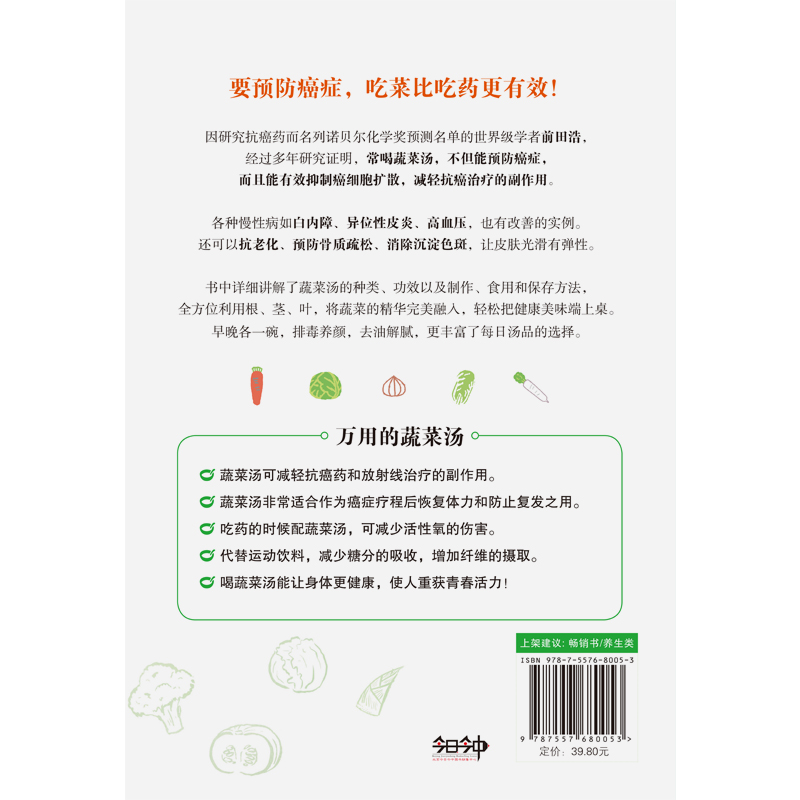 要预防癌症，吃菜比吃药更有效！
因研究抗癌药而名列诺贝尔化学奖预测名单的世界级学者前田浩，
经过多年研究证明，常喝蔬菜汤，不但能预防癌症，
而且能有效抑制癌细胞扩散，减轻抗癌治疗的副作用。
各种慢性病如白内障、异位性皮炎、高血压，也有改善的实例。
还可以抗老化、预防骨质疏松、消除沉淀色斑，让皮肤光滑有弹性。
书中详细讲解了蔬菜汤的种类、功效以及制作、食用和保存方法，
全方位利用根、茎、叶，将蔬菜的精华完美融入，轻松把健康美味端上桌。
早晚各一碗，排毒养颜，去油解腻，更丰富了每日汤品的选择。
万用的蔬菜汤
蔬菜汤可减轻抗癌药和放射线治疗的副作用。
蔬菜汤非常适合作为癌症疗程后恢复体力和防止复发之用。
吃药的时候配蔬菜汤，可减少活性氧的伤害。
代替运动饮料，减少糖分的吸收，增加纤维的摄取。
喝蔬菜汤能让身体更健康，使人重获青春活力！
上架建议：畅销书/养生类
ISBN 978-7-5576-8005-3
9 787557 680053 >
定价：39.80元
今日今中